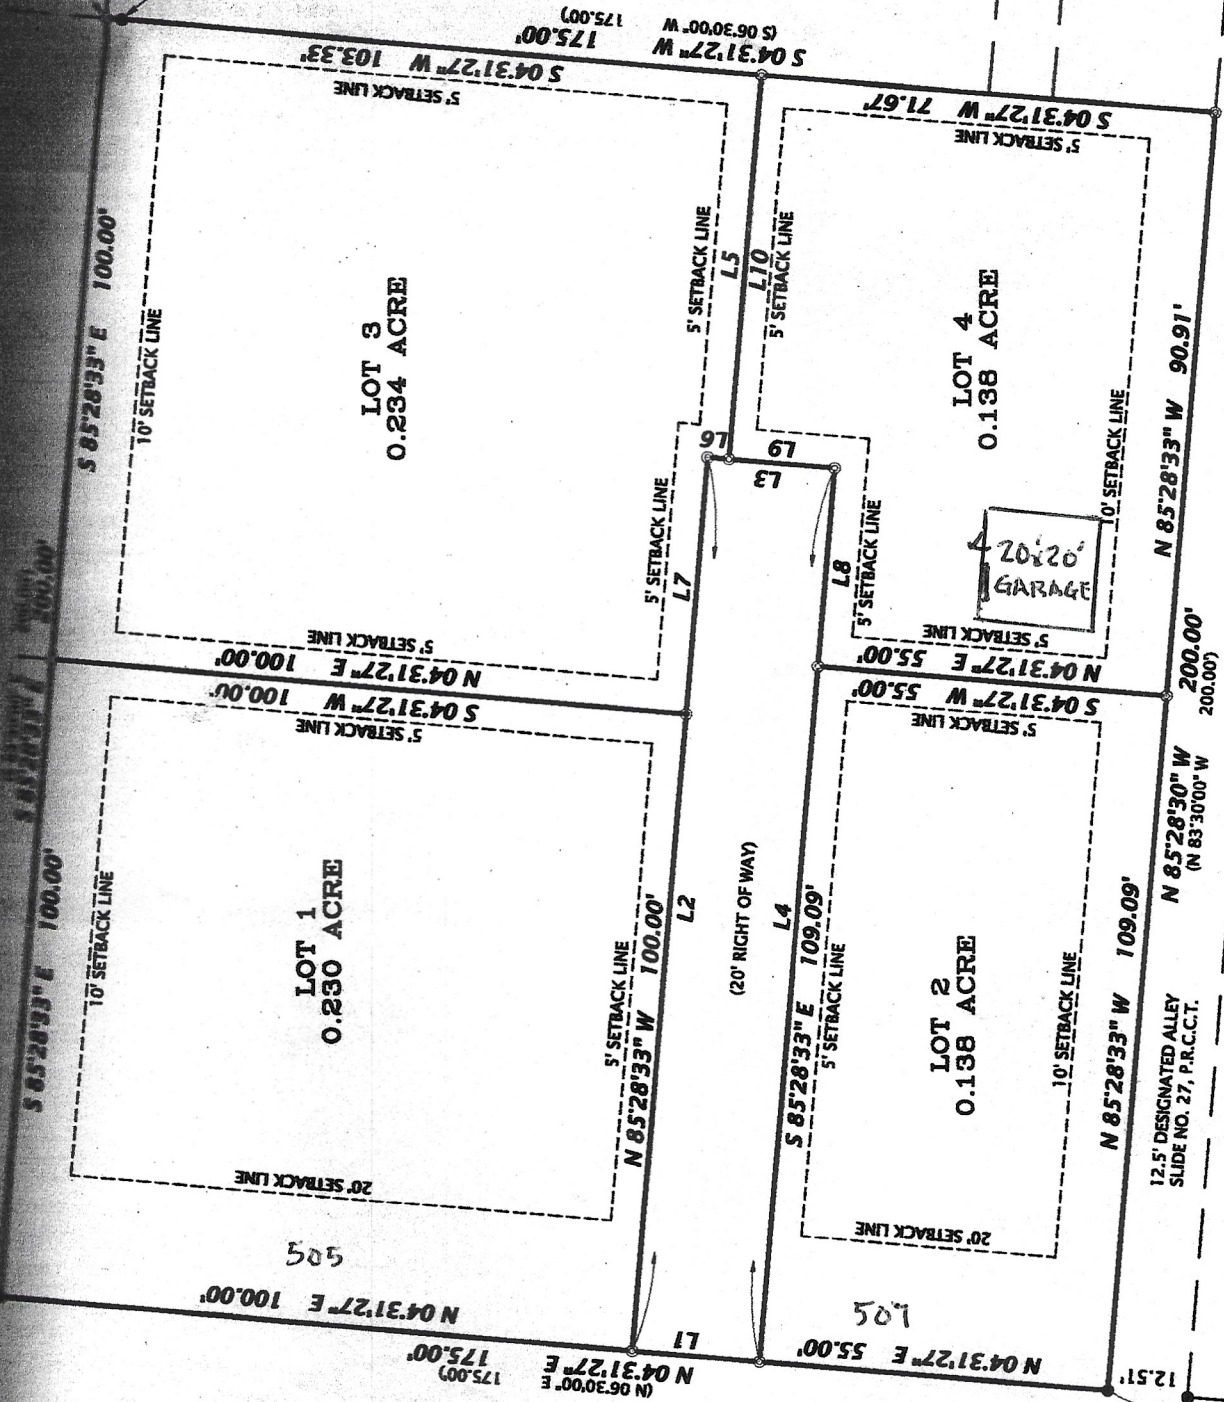 (S 06°30'00" W 175.00')
S 04°31'27" W 175.00'
S 04°31'27" W 103.33'
5' SETBACK LINE
S 04°31'27" W 71.67'
5' SETBACK LINE
S 85°28'33" E 100.00'
10' SETBACK LINE
LOT 3
0.234 ACRE
5' SETBACK LINE
L5
L10
5' SETBACK LINE
LOT 4
0.138 ACRE
N 85°28'33" W 90.91'
10' SETBACK LINE
L6
L9
L3
5' SETBACK LINE
L7
L8
5' SETBACK LINE
20'x20'
GARAGE
200.00'
5' SETBACK LINE
N 04°31'27" E 100.00'
S 04°31'27" W 100.00'
5' SETBACK LINE
5' SETBACK LINE
N 04°31'27" E 55.00'
S 04°31'27" W 55.00'
5' SETBACK LINE
N 85°28'30" W 200.00'
(N 83°30'00" W 200.00')
S 85°28'33" E 100.00'
10' SETBACK LINE
LOT 1
0.230 ACRE
5' SETBACK LINE
N 85°28'33" W 100.00'
L2
(20' RIGHT OF WAY)
L4
S 85°28'33" E 109.09'
5' SETBACK LINE
LOT 2
0.138 ACRE
10' SETBACK LINE
N 85°28'33" W 109.09'
12.5' DESIGNATED ALLEY
SLIDE NO. 27, P.R.C.C.T.
20' SETBACK LINE
505
N 04°31'27" E 100.00'
20' SETBACK LINE
509
N 04°31'27" E 55.00'
L1
N 04°31'27" E 175.00'
(N 06°30'00" E 175.00')
12.51'